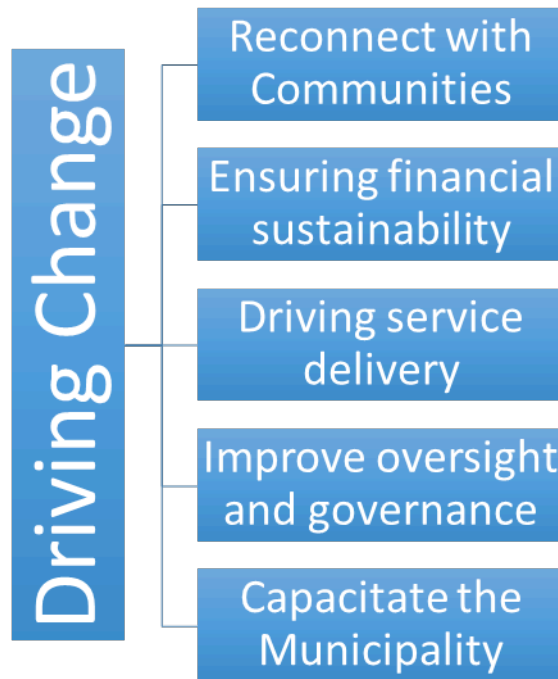 Driving Change
Reconnect with
Communities
Ensuring financial
sustainability
Driving service
delivery
Improve oversight
and governance
Capacitate the
Municipality